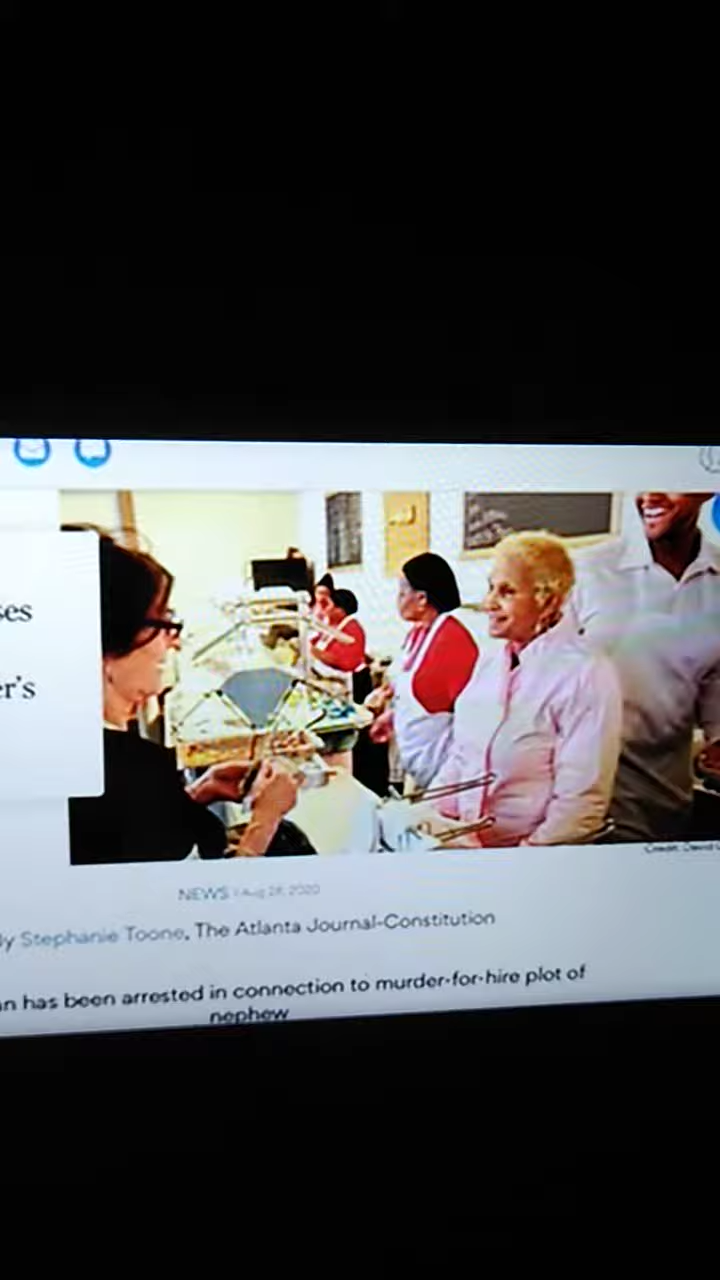 ses
er's
NEWS | Aug 28, 2020
By Stephanie Toone, The Atlanta Journal-Constitution
an has been arrested in connection to murder-for-hire plot of
nephew